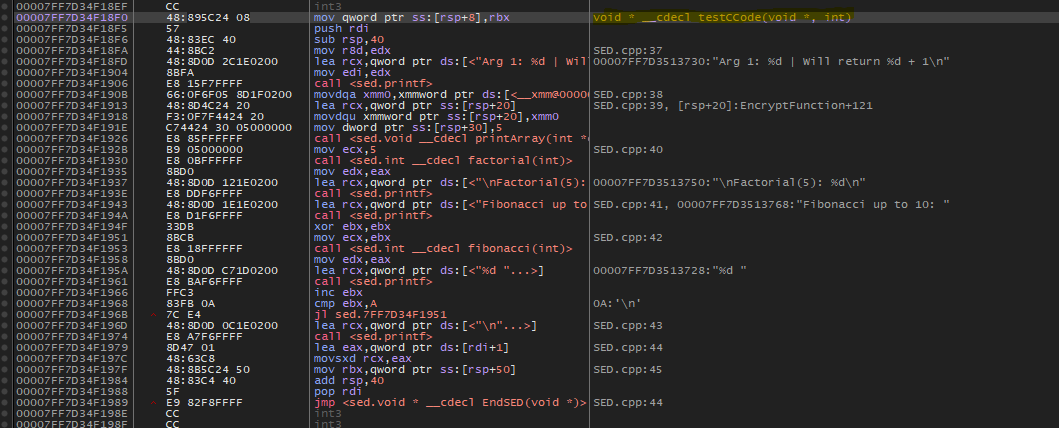 00007FF7D34F18EF CC int3
00007FF7D34F18F0 48:895C24 08 mov qword ptr ss:[rsp+8],rbx void * __cdecl testCCode(void *, int)
00007FF7D34F18F5 57 push rdi
00007FF7D34F18F6 48:83EC 40 sub rsp,40
00007FF7D34F18FA 44:8BC2 mov r8d,edx SED.cpp:37
00007FF7D34F18FD 48:8D0D 2C1E0200 lea rcx,qword ptr ds:[<"Arg 1: %d | Wil 00007FF7D3513730:"Arg 1: %d | Will return %d + 1\n"
00007FF7D34F1904 8BFA mov edi,edx
00007FF7D34F1906 E8 15F7FFFF call <sed.printf>
00007FF7D34F190B 66:0F6F05 8D1F0200 movdqa xmm0,xmmword ptr ds:[<__xmm@0000 SED.cpp:38
00007FF7D34F1913 48:8D4C24 20 lea rcx,qword ptr ss:[rsp+20] SED.cpp:39, [rsp+20]:EncryptFunction+121
00007FF7D34F1918 F3:0F7F4424 20 movdqu xmmword ptr ss:[rsp+20],xmm0
00007FF7D34F191E C74424 30 05000000 mov dword ptr ss:[rsp+30],5
00007FF7D34F1926 E8 85FFFFFF call <sed.void __cdecl printArray(int *
00007FF7D34F192B B9 05000000 mov ecx,5 SED.cpp:40
00007FF7D34F1930 E8 0BFFFFFF call <sed.int __cdecl factorial(int)>
00007FF7D34F1935 8BD0 mov edx,eax
00007FF7D34F1937 48:8D0D 121E0200 lea rcx,qword ptr ds:[<"\nFactorial(5): 00007FF7D3513750:"\nFactorial(5): %d\n"
00007FF7D34F193E E8 DDF6FFFF call <sed.printf>
00007FF7D34F1943 48:8D0D 1E1E0200 lea rcx,qword ptr ds:[<"Fibonacci up to SED.cpp:41, 00007FF7D3513768:"Fibonacci up to 10: "
00007FF7D34F194A E8 D1F6FFFF call <sed.printf>
00007FF7D34F194F 33DB xor ebx,ebx
00007FF7D34F1951 8BCB mov ecx,ebx SED.cpp:42
00007FF7D34F1953 E8 18FFFFFF call <sed.int __cdecl fibonacci(int)>
00007FF7D34F1958 8BD0 mov edx,eax
00007FF7D34F195A 48:8D0D C71D0200 lea rcx,qword ptr ds:[<"%d "...>] 00007FF7D3513728:"%d "
00007FF7D34F1961 E8 BAF6FFFF call <sed.printf>
00007FF7D34F1966 FFC3 inc ebx
00007FF7D34F1968 83FB 0A cmp ebx,A 0A:'\n'
00007FF7D34F196B 7C E4 jl sed.7FF7D34F1951
00007FF7D34F196D 48:8D0D 0C1E0200 lea rcx,qword ptr ds:[<"\n"...>] SED.cpp:43
00007FF7D34F1974 E8 A7F6FFFF call <sed.printf>
00007FF7D34F1979 8D47 01 lea eax,qword ptr ds:[rdi+1] SED.cpp:44
00007FF7D34F197C 48:63C8 movsxd rcx,eax
00007FF7D34F197F 48:8B5C24 50 mov rbx,qword ptr ss:[rsp+50] SED.cpp:45
00007FF7D34F1984 48:83C4 40 add rsp,40
00007FF7D34F1988 5F pop rdi
00007FF7D34F1989 E9 82F8FFFF jmp <sed.void * __cdecl EndSED(void *)> SED.cpp:44
00007FF7D34F198E CC int3
00007FF7D34F198F CC int3